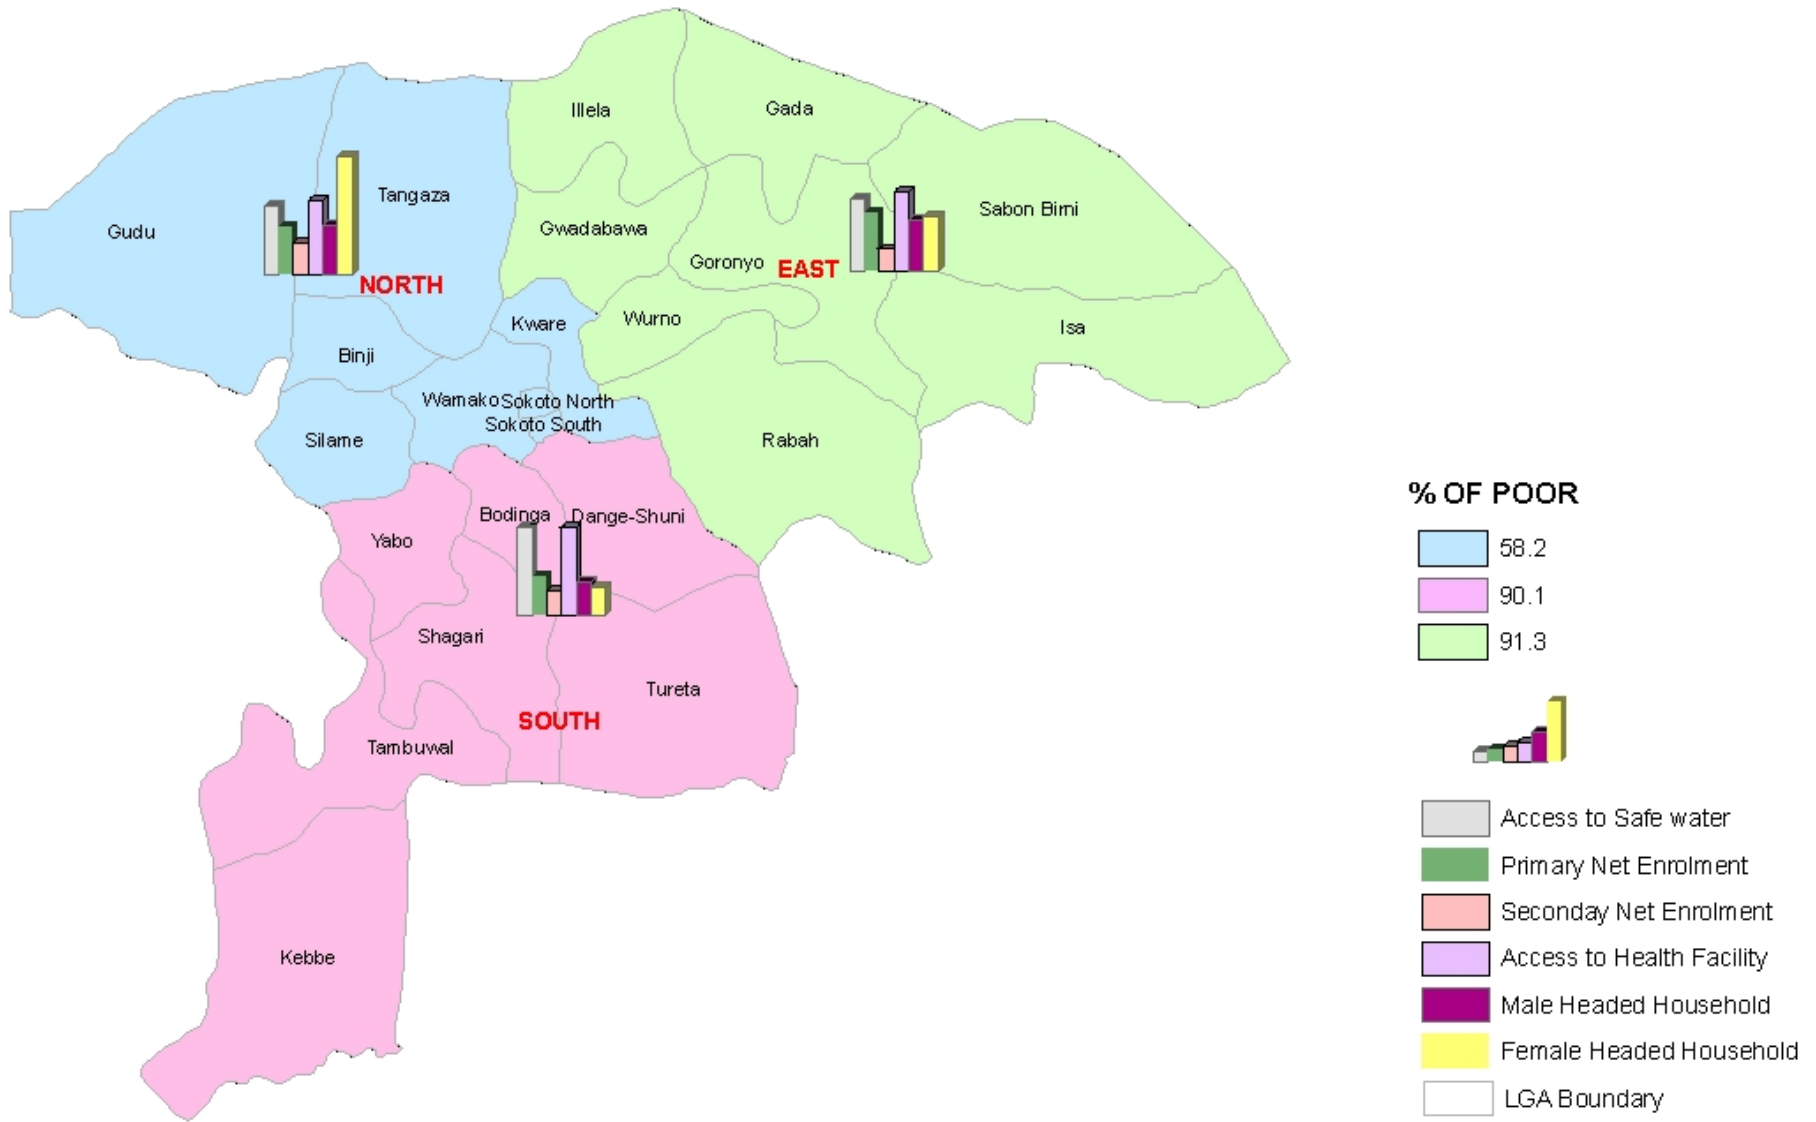 Illela
Gada
Tangaza
Gudu
Sabon Birni
Gwadabawa
Goronyo
EAST
NORTH
Kware
Wurno
Isa
Binji
Wamako
Sokoto North
Sokoto South
Silame
Rabah
Bodinga
Dange-Shuni
Yabo
Shagari
Tureta
SOUTH
Tambuwal
Kebbe
% OF POOR
58.2
90.1
91.3
Access to Safe water
Primary Net Enrolment
Seconday Net Enrolment
Access to Health Facility
Male Headed Household
Female Headed Household
LGA Boundary